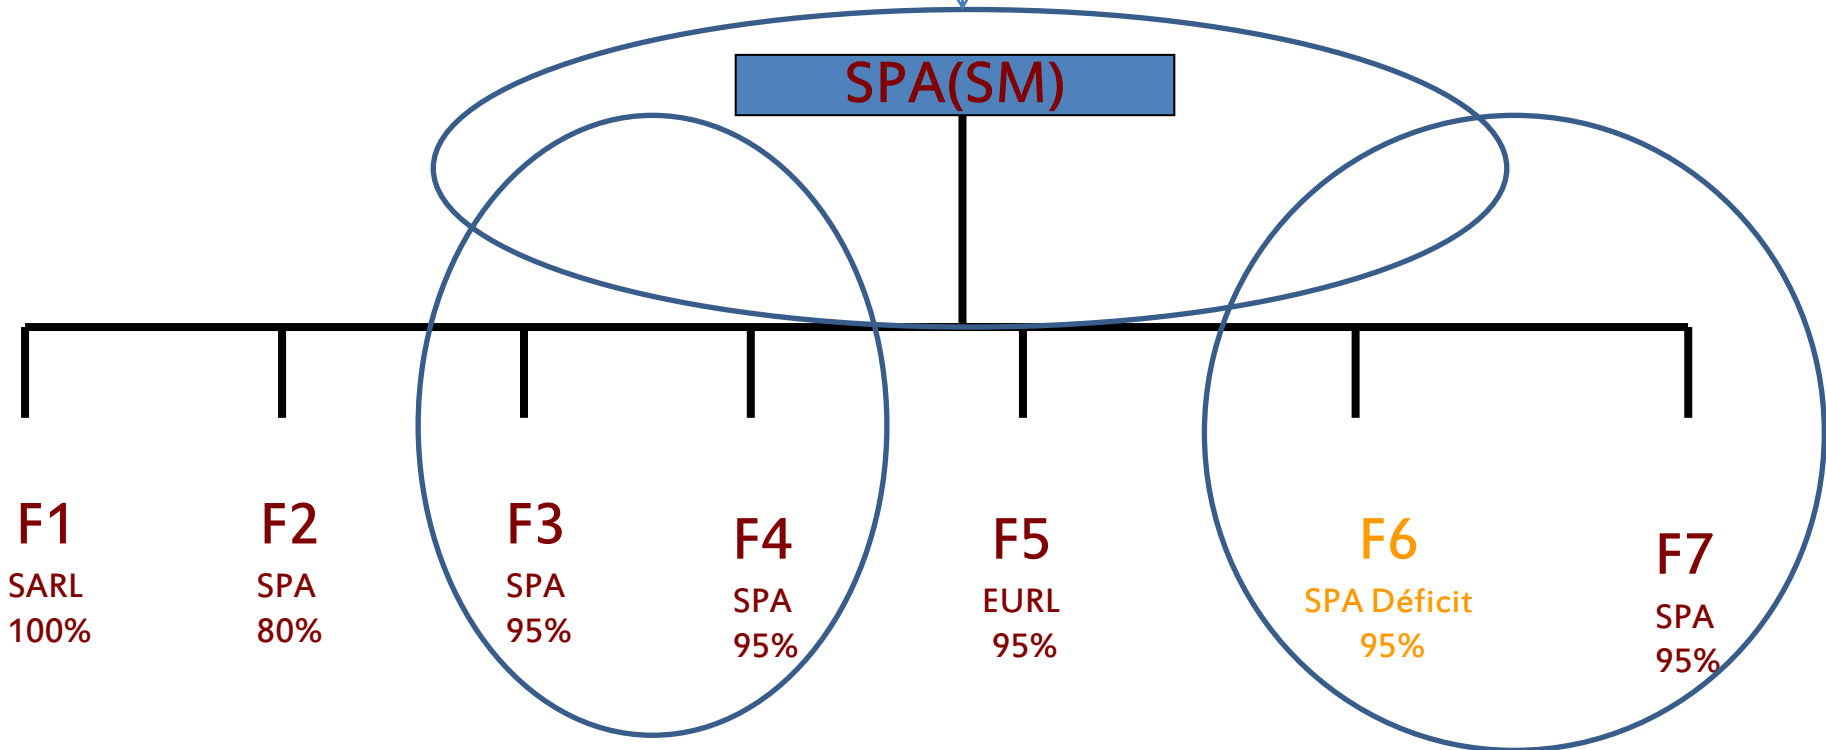 SPA(SM)
F1
SARL
100%
F2
SPA
80%
F3
SPA
95%
F4
SPA
95%
F5
EURL
95%
F6
SPA Déficit
95%
F7
SPA
95%